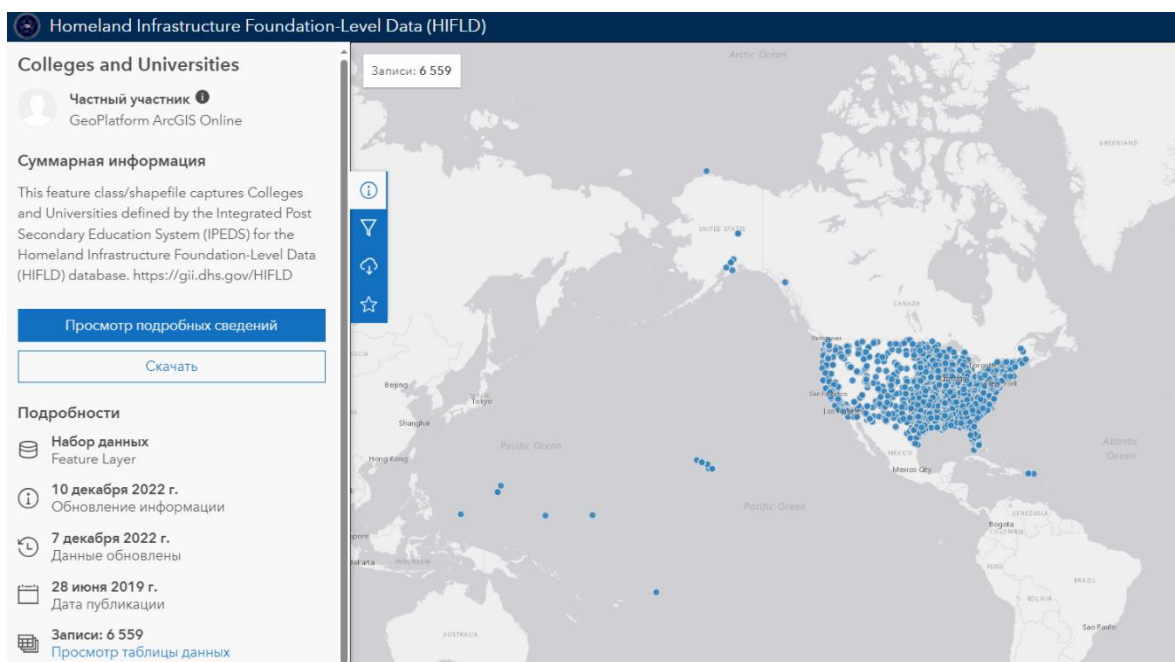 Homeland Infrastructure Foundation-Level Data (HIFLD)
Colleges and Universities
Частный участник
GeoPlatform ArcGIS Online
Суммарная информация
This feature class/shapefile captures Colleges
and Universities defined by the Integrated Post
Secondary Education System (IPEDS) for the
Homeland Infrastructure Foundation-Level Data
(HIFLD) database. https://gii.dhs.gov/HIFLD
Просмотр подробных сведений
Скачать
Подробности
Набор данных
Feature Layer
10 декабря 2022 г.
Обновление информации
7 декабря 2022 г.
Данные обновлены
28 июня 2019 г.
Дата публикации
Записи: 6 559
Просмотр таблицы данных
Записи: 6 559
Arctic Ocean
GREENLAND
UNITED STATES
CANADA
Vancouver
Toronto
San Francisco
Los Angeles
Beijing
JAPAN
Tokyo
Shanghai
Hong Kong
Pacific Ocean
Atlantic
Ocean
MÉXICO
Mexico City
Pacific Ocean
VENEZUELA
Bogota
COLOMBIA
INDONESIA
PERU
BRAZIL
BOLIVIA
Sao Paulo
AUSTRALIA